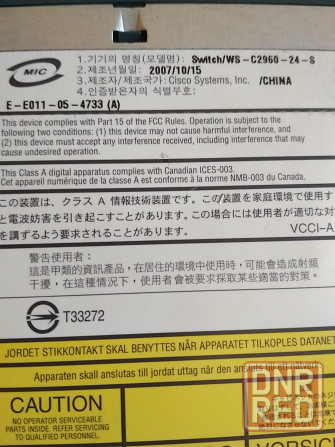 MIC
1.기기의 명칭(모델명): Switch/WS-C2960-24-S
2.제조년월일: 2007/10/15
3.제조자/제조국가: Cisco Systems, Inc. /CHINA
4.인증받은자의 식별부호:
E-E011-05-4733 (A)
This device complies with Part 15 of the FCC Rules. Operation is subject to the
following two conditions: (1) this device may not cause harmful interference, and
(2) this device must accept any interference received, including interference that may
cause undesired operation.
This Class A digital apparatus complies with Canadian ICES-003.
Cet appareil numérique de la classe A est conforme à la norme NMB-003 du Canada.
この装置は、クラス A 情報技術装置です。この装置を家庭環境で使用す
と電波妨害を引き起こすことがあります。この場合には使用者が適切な対
を講ずるよう要求されることがあります。 VCCI-A
警告使用者:
這是甲類的資訊產品，在居住的環境中使用時，可能會造成射頻
干擾，在這種情況下，使用者會被要求採取某些適當的對策。
T33272
JORDET STIKKONTAKT SKAL BENYTTES NÅR APPARATET TILKOPLES DATANET
Apparaten skall anslutas till jordat uttag när den ansluts till ett nätverk
CAUTION
NO OPERATOR SERVICEABLE
PARTS INSIDE. REFER SERVICING
TO QUALIFIED PERSONNEL.
DNR
RED